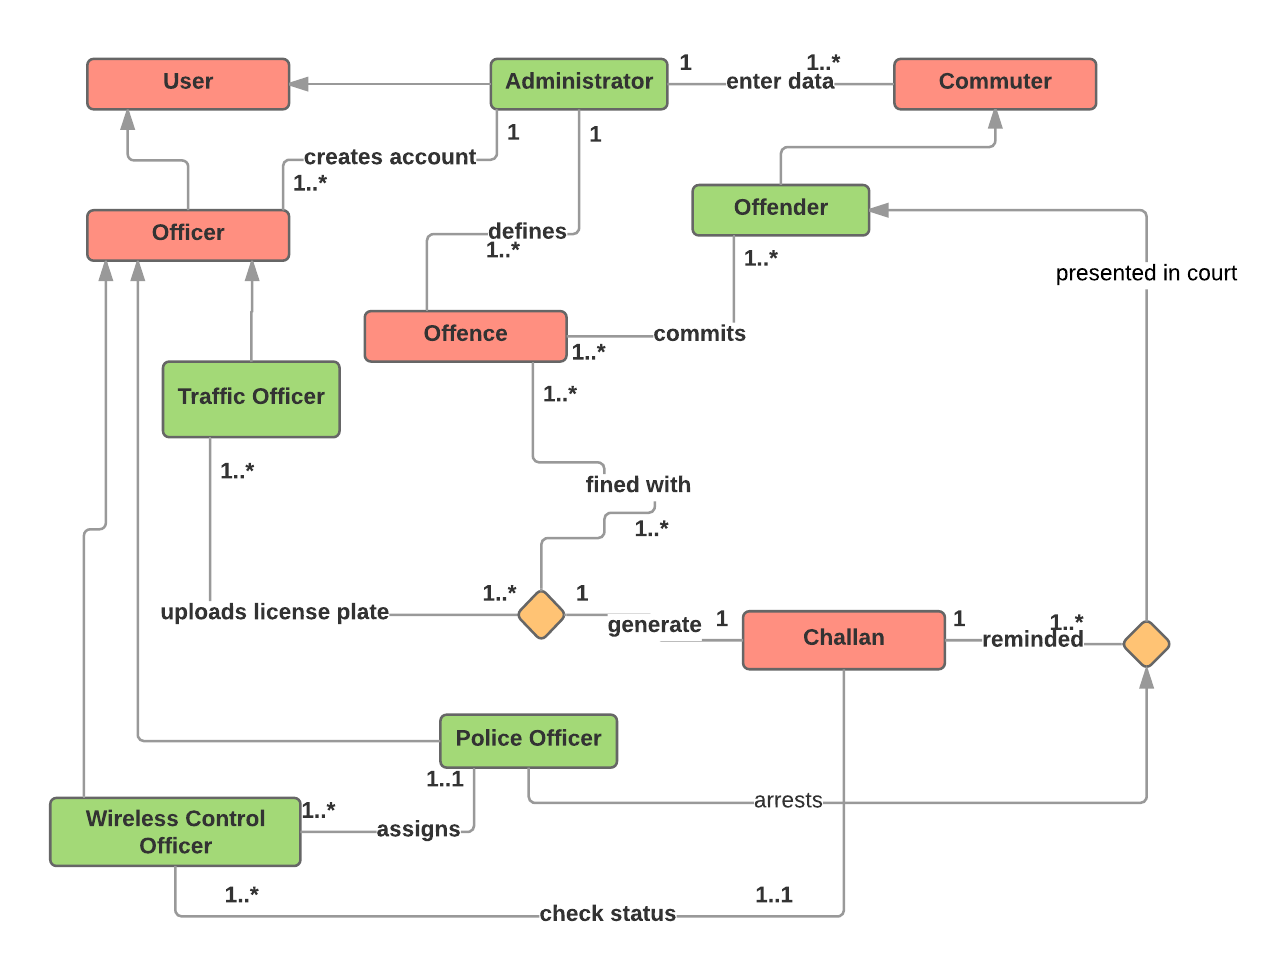 User
Administrator
1
1..*
enter data
Commuter
1
1
creates account
1..*
Officer
Offender
defines
1..*
1..*
presented in court
Offence
commits
1..*
Traffic Officer
1..*
1..*
fined with
1..*
uploads license plate
1..*
1
generate
1
Challan
1
1..*
reminded
Police Officer
1..1
arrests
Wireless Control
Officer
1..*
assigns
1..*
1..1
check status